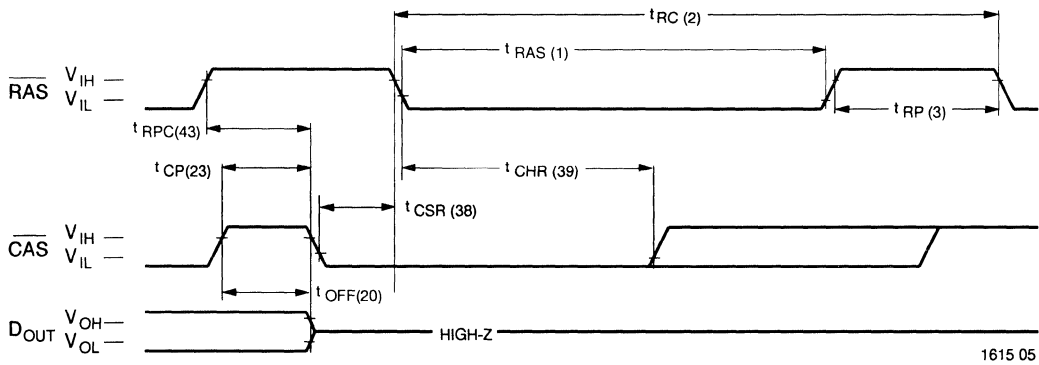 t RC (2)
t RAS (1)
RAS V IH
V IL
t RP (3)
t RPC(43)
t CP(23)
t CHR (39)
t CSR (38)
CAS V IH
V IL
t OFF(20)
D OUT V OH
V OL
HIGH-Z
1615 05